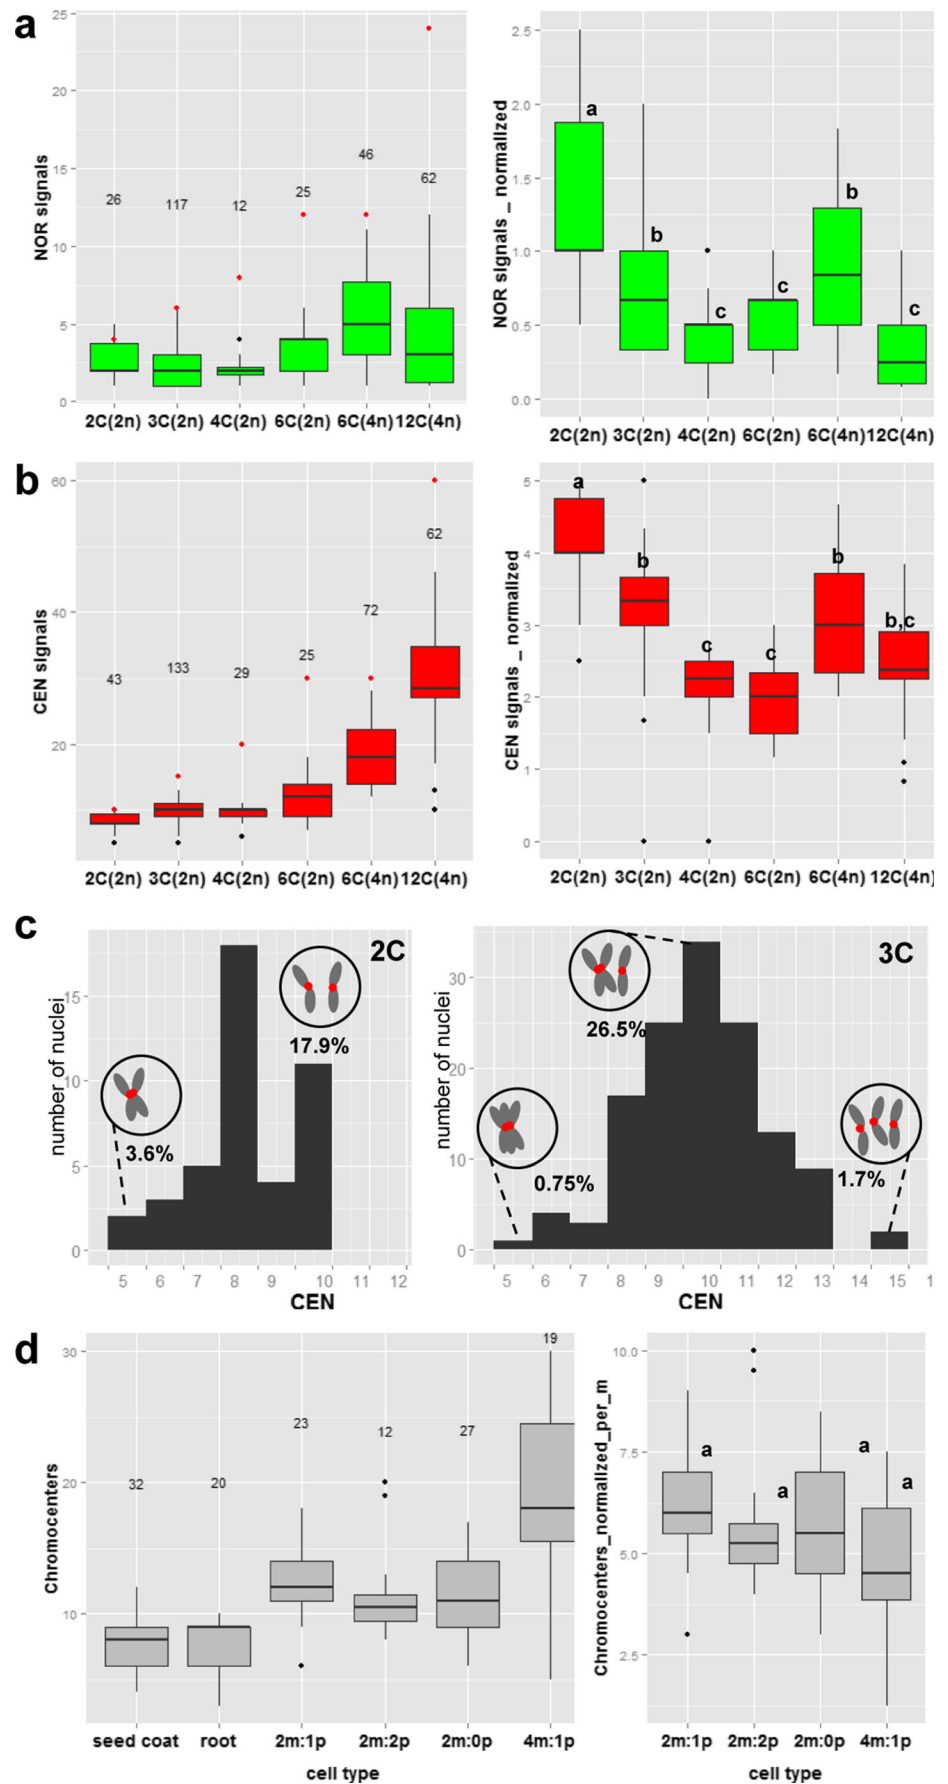 a
NOR signals
25
20
15
10
5
0
26
117
12
25
46
62
2C(2n) 3C(2n) 4C(2n) 6C(2n) 6C(4n) 12C(4n)
NOR signals _ normalized
2.5
2.0
1.5
1.0
0.5
0.0
a
b
c
c
b
c
2C(2n) 3C(2n) 4C(2n) 6C(2n) 6C(4n) 12C(4n)
b
CEN signals
60
40
20
43
133
29
25
72
62
2C(2n) 3C(2n) 4C(2n) 6C(2n) 6C(4n) 12C(4n)
CEN signals _ normalized
5
4
3
2
1
0
a
b
c
c
b
b,c
2C(2n) 3C(2n) 4C(2n) 6C(2n) 6C(4n) 12C(4n)
c
2C
number of nuclei
15
10
5
0
3.6%
17.9%
5 6 7 8 9 10 11 12
CEN
3C
number of nuclei
30
20
10
0
0.75%
26.5%
1.7%
5 6 7 8 9 10 11 12 13 14 15 1
CEN
d
Chromocenters
30
20
10
32
20
23
12
27
19
seed coat root 2m:1p 2m:2p 2m:0p 4m:1p
cell type
Chromocenters_normalized_per_m
10.0
7.5
5.0
2.5
a
a
a
a
2m:1p 2m:2p 2m:0p 4m:1p
cell type